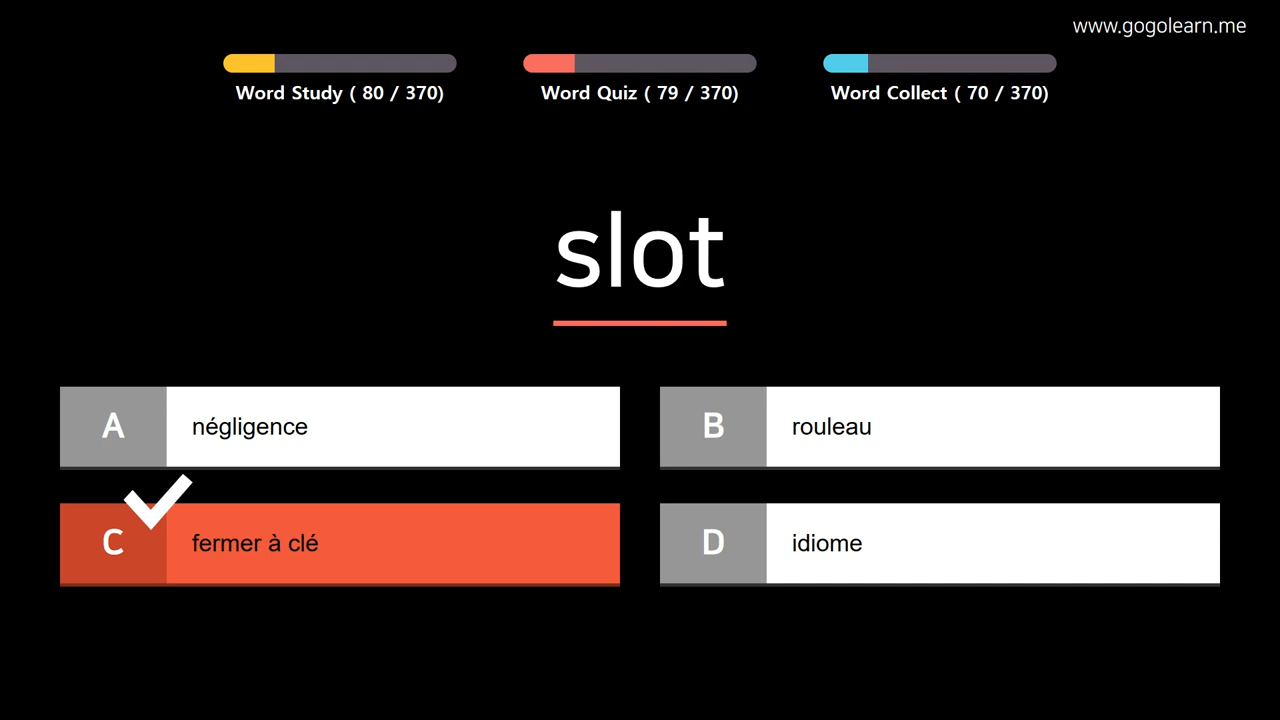 www.gogolearn.me
Word Study ( 80 / 370)
Word Quiz ( 79 / 370)
Word Collect ( 70 / 370)
slot
A négligence
B rouleau
C fermer à clé
D idiome